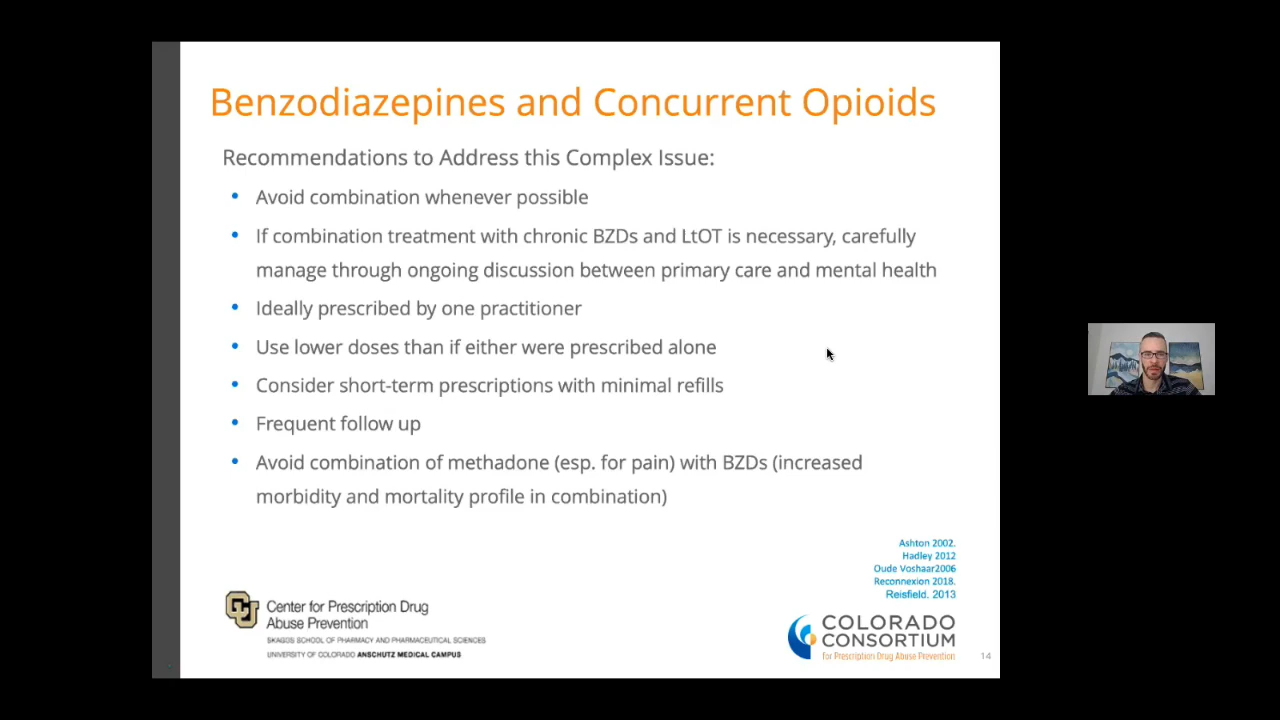 Benzodiazepines and Concurrent Opioids
Recommendations to Address this Complex Issue:
• Avoid combination whenever possible
• If combination treatment with chronic BZDs and LtOT is necessary, carefully
manage through ongoing discussion between primary care and mental health
• Ideally prescribed by one practitioner
• Use lower doses than if either were prescribed alone
• Consider short-term prescriptions with minimal refills
• Frequent follow up
• Avoid combination of methadone (esp. for pain) with BZDs (increased
morbidity and mortality profile in combination)
Ashton 2002.
Hadley 2012
Oude Voshaar2006
Reconnexion 2018.
Reisfield. 2013
CU
Center for Prescription Drug
Abuse Prevention
SKAGGS SCHOOL OF PHARMACY AND PHARMACEUTICAL SCIENCES
UNIVERSITY OF COLORADO ANSCHUTZ MEDICAL CAMPUS
COLORADO
CONSORTIUM
for Prescription Drug Abuse Prevention
14